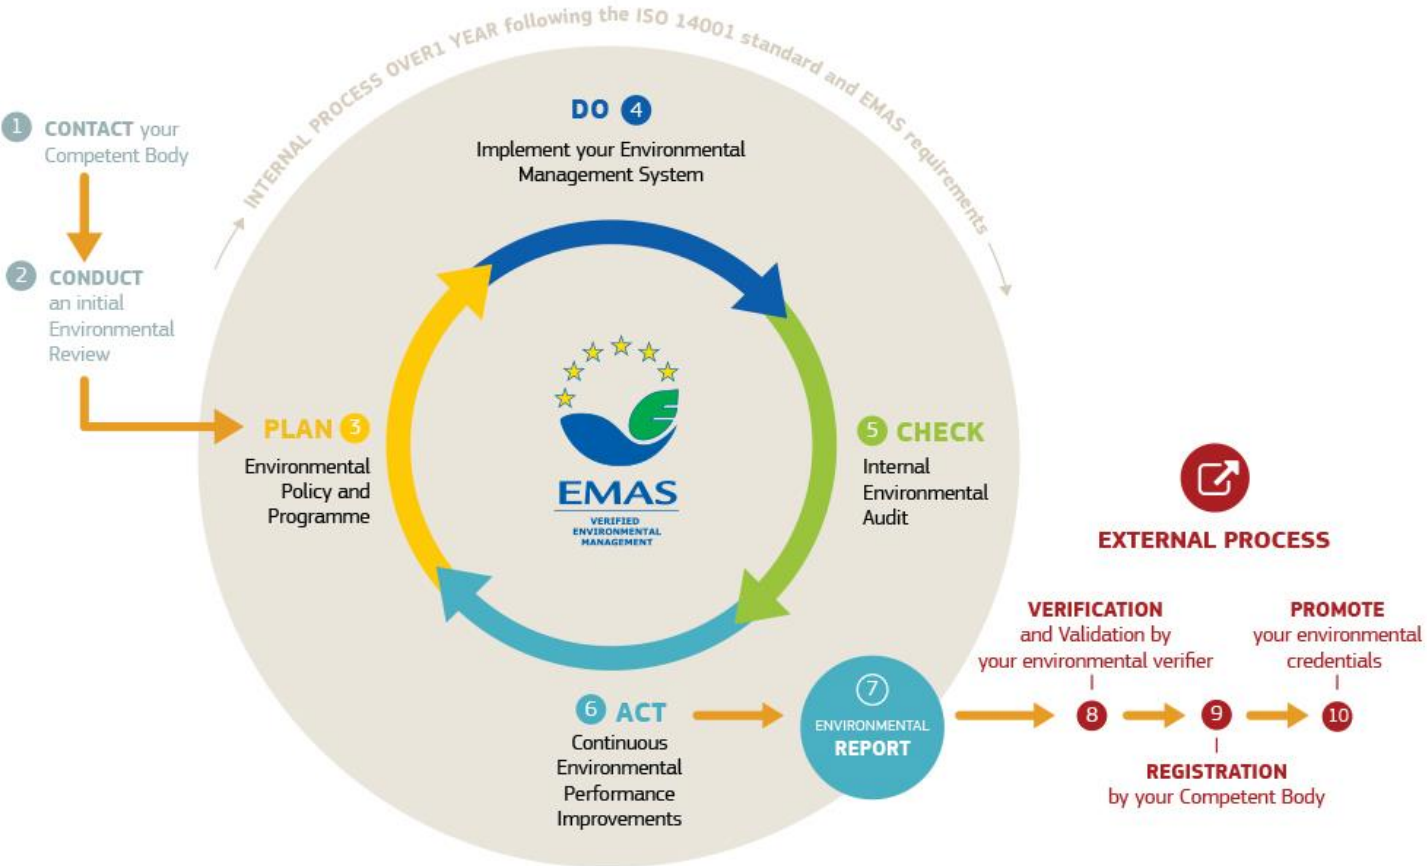 INTERNAL PROCESS OVER1 YEAR following the ISO 14001 standard and EMAS requirements
1 CONTACT your
Competent Body
2 CONDUCT
an initial
Environmental
Review
PLAN 3
Environmental
Policy and
Programme
DO 4
Implement your Environmental
Management System
5 CHECK
Internal
Environmental
Audit
EMAS
VERIFIED
ENVIRONMENTAL
MANAGEMENT
6 ACT
Continuous
Environmental
Performance
Improvements
7
ENVIRONMENTAL
REPORT
EXTERNAL PROCESS
VERIFICATION
and Validation by
your environmental verifier
8
9
REGISTRATION
by your Competent Body
PROMOTE
your environmental
credentials
10